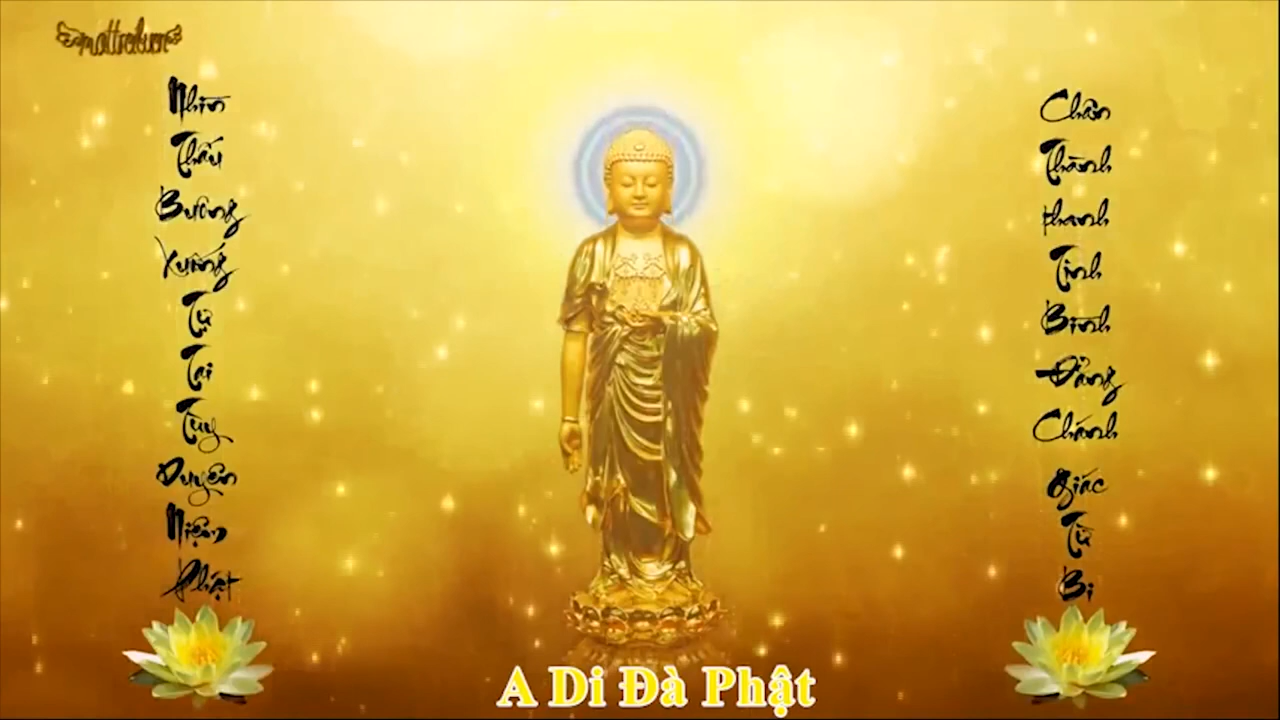 Nhìn
Thấu
Buông
Xuống
Tự
Tại
Tùy
Duyên
Niệm
Phật
Chân
Thành
thanh
Tịnh
Bình
Đẳng
Chánh
Giác
Từ
Bi
A Di Đà Phật